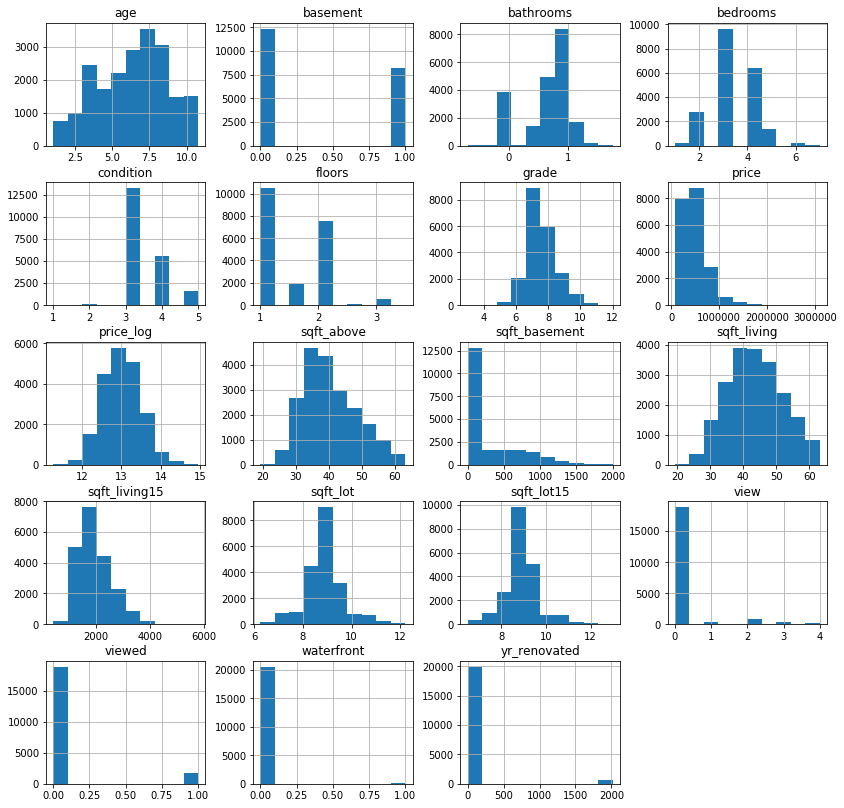 age basement bathrooms bedrooms
3000 2000 1000 0
12500 10000 7500 5000 2500 0
8000 6000 4000 2000 0
10000 8000 6000 4000 2000 0
2.5 5.0 7.5 10.0
0.00 0.25 0.50 0.75 1.00
0 1
2 4 6
condition floors grade price
12500 10000 7500 5000 2500 0
10000 8000 6000 4000 2000 0
8000 6000 4000 2000 0
8000 6000 4000 2000 0
1 2 3 4 5
1 2 3
4 6 8 10 12
0 1000000 2000000 3000000
price_log sqft_above sqft_basement sqft_living
6000 4000 2000 0
4000 3000 2000 1000 0
12500 10000 7500 5000 2500 0
4000 3000 2000 1000 0
12 13 14 15
20 30 40 50 60
0 500 1000 1500 2000
20 30 40 50 60
sqft_living15 sqft_lot sqft_lot15 view
8000 6000 4000 2000 0
8000 6000 4000 2000 0
10000 8000 6000 4000 2000 0
15000 10000 5000 0
2000 4000 6000
6 8 10 12
8 10 12
0 1 2 3 4
viewed waterfront yr_renovated
15000 10000 5000 0
20000 15000 10000 5000 0
20000 15000 10000 5000 0
0.00 0.25 0.50 0.75 1.00
0.00 0.25 0.50 0.75 1.00
0 500 1000 1500 2000